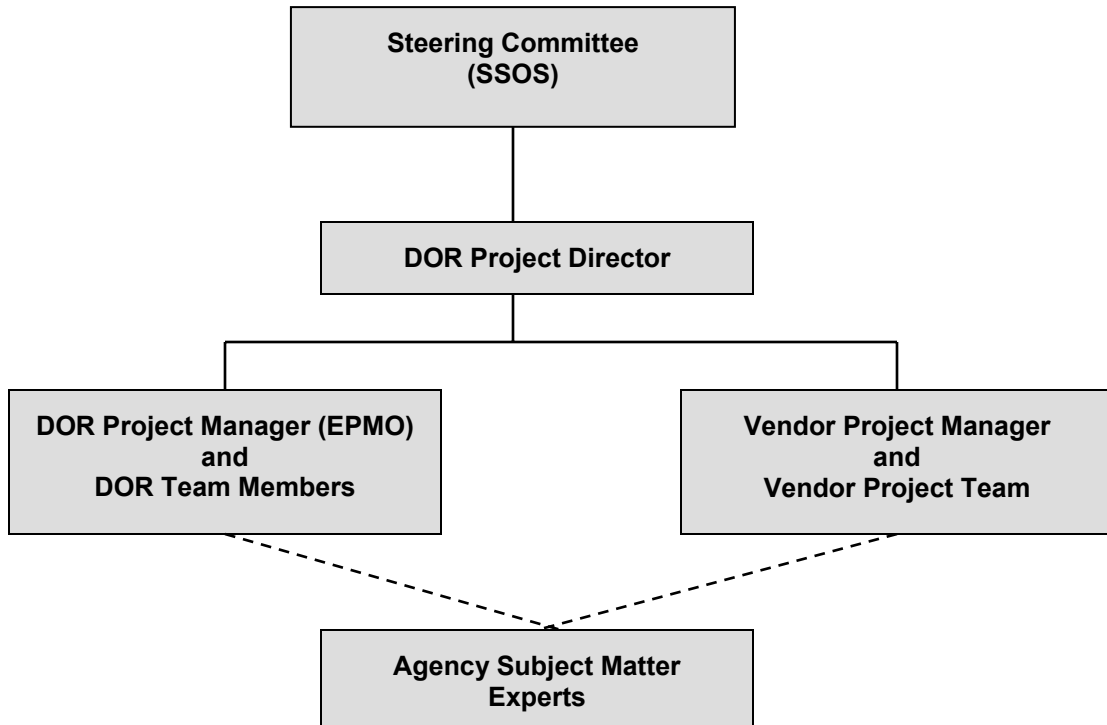 Steering Committee
(SSOS)
DOR Project Director
DOR Project Manager (EPMO)
and
DOR Team Members
Vendor Project Manager
and
Vendor Project Team
Agency Subject Matter
Experts